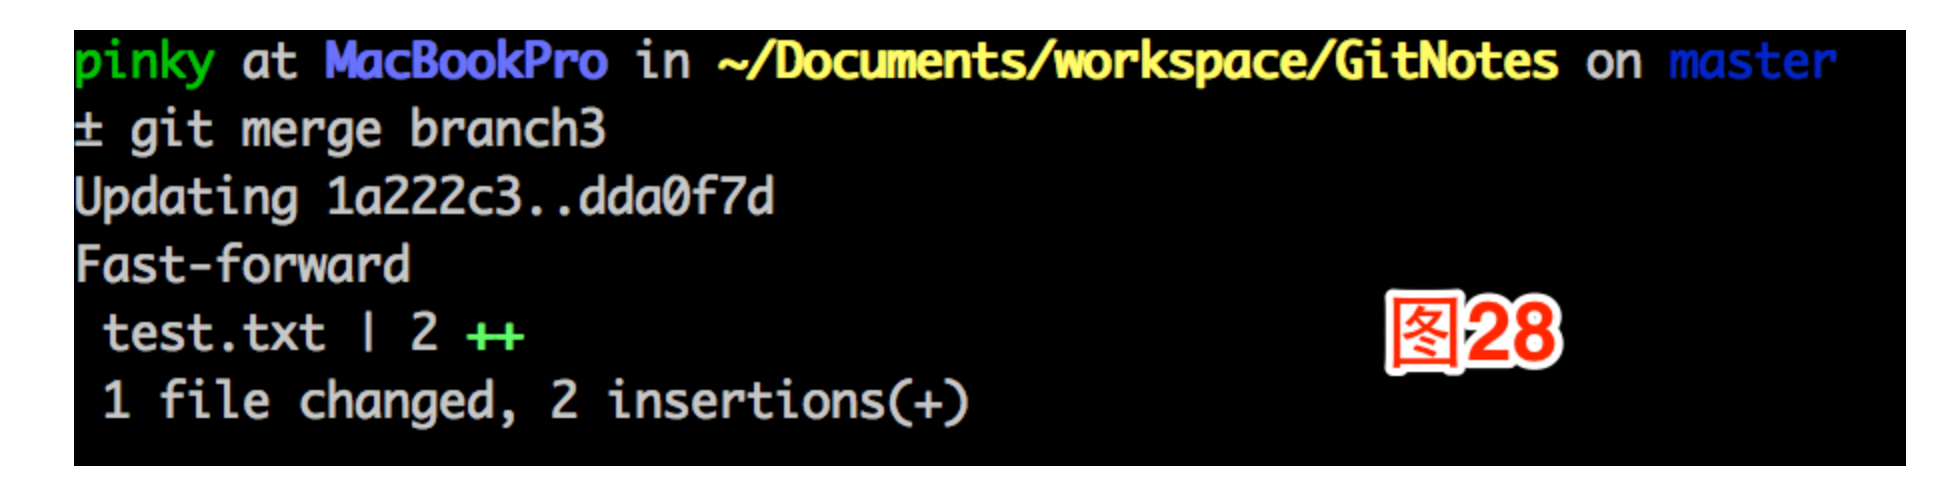 pinky at MacBookPro in ~/Documents/workspace/GitNotes on master
± git merge branch3
Updating 1a222c3..dda0f7d
Fast-forward
test.txt | 2 ++
图28
1 file changed, 2 insertions(+)